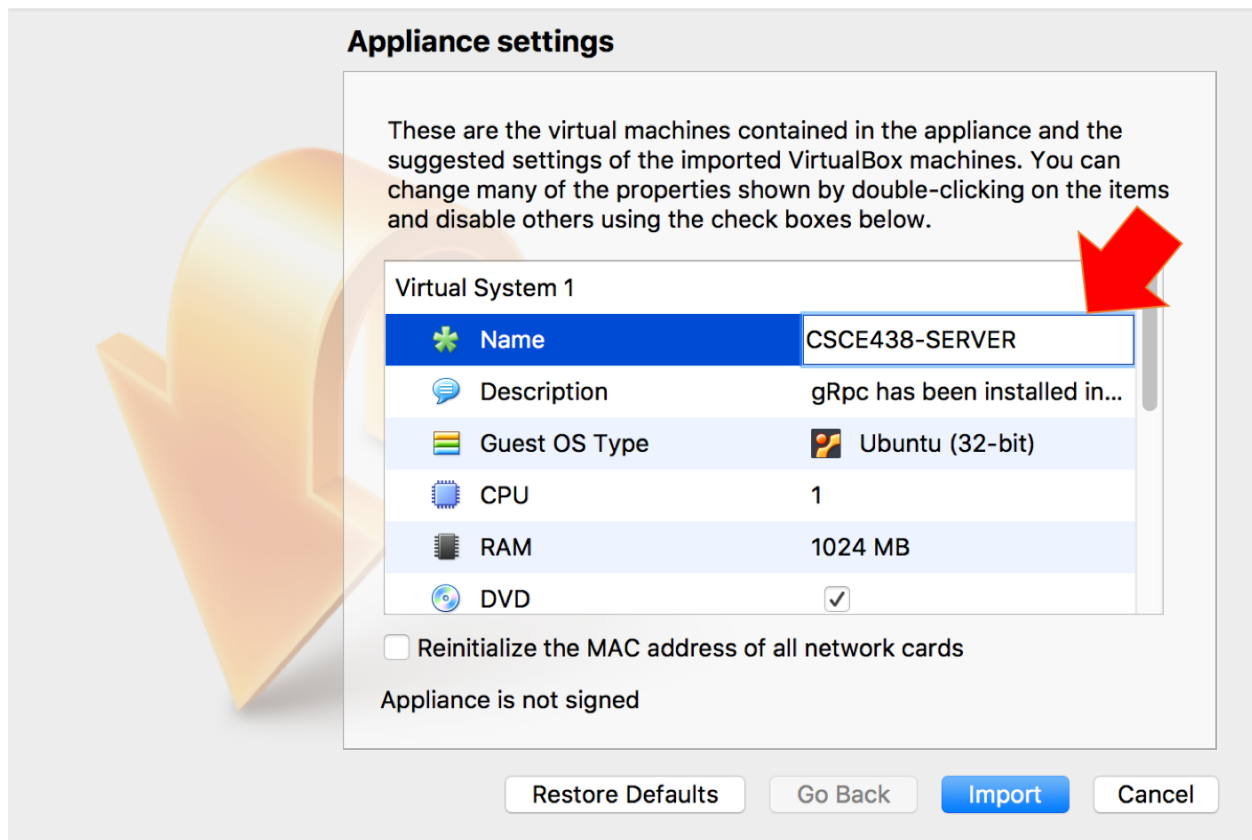 Appliance settings
These are the virtual machines contained in the appliance and the
suggested settings of the imported VirtualBox machines. You can
change many of the properties shown by double-clicking on the items
and disable others using the check boxes below.
Virtual System 1
Name CSCE438-SERVER
Description gRpc has been installed in...
Guest OS Type Ubuntu (32-bit)
CPU 1
RAM 1024 MB
DVD
Reinitialize the MAC address of all network cards
Appliance is not signed
Restore Defaults Go Back Import Cancel